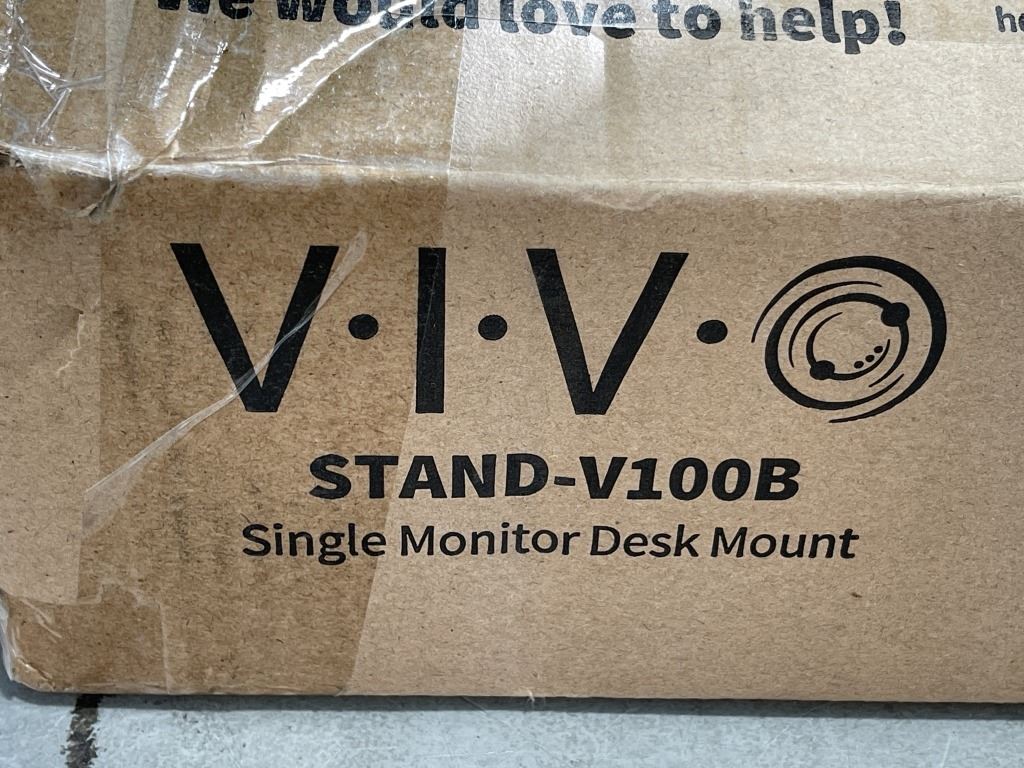 We would love to help!
V·I·V·O
STAND-V100B
Single Monitor Desk Mount